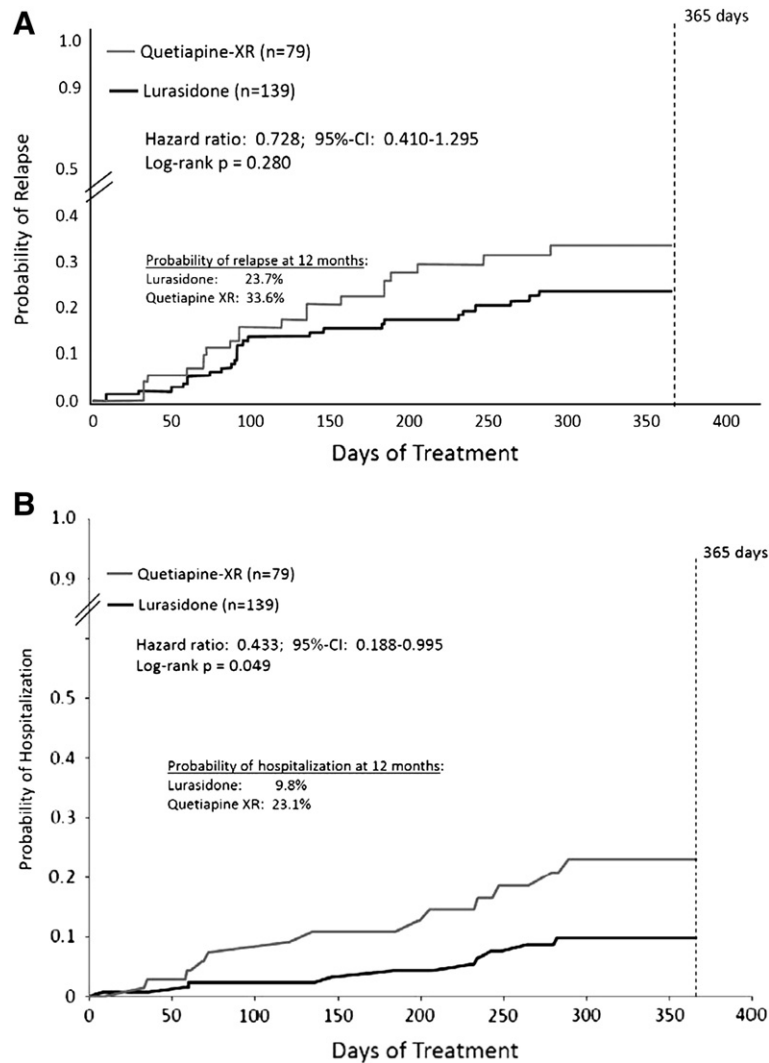 A
365 days
1.0
Quetiapine-XR (n=79)
0.9
Lurasidone (n=139)
Hazard ratio: 0.728; 95%-CI: 0.410-1.295
Log-rank p = 0.280
0.5
0.4
0.3
0.2
0.1
0.0
Probability of Relapse
Probability of relapse at 12 months:
Lurasidone: 23.7%
Quetiapine XR: 33.6%
0 50 100 150 200 250 300 350 400
Days of Treatment
B
1.0
365 days
Quetiapine-XR (n=79)
0.9
Lurasidone (n=139)
Hazard ratio: 0.433; 95%-CI: 0.188-0.995
Log-rank p = 0.049
0.5
0.4
0.3
0.2
0.1
0
Probability of Hospitalization
Probability of hospitalization at 12 months:
Lurasidone: 9.8%
Quetiapine XR: 23.1%
0 50 100 150 200 250 300 350 400
Days of Treatment